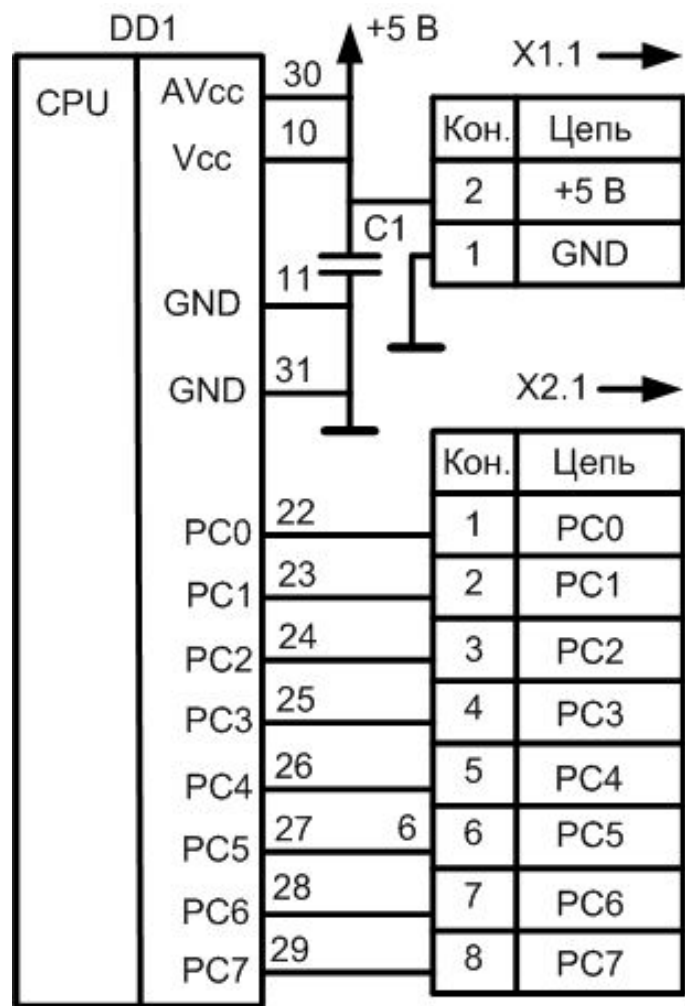 DD1
+5 В
X1.1
CPU
AVcc
30
Vcc
10
Кон. Цепь
2 +5 В
1 GND
C1
GND
11
GND
31
X2.1
Кон. Цепь
PC0 22 1 PC0
PC1 23 2 PC1
PC2 24 3 PC2
PC3 25 4 PC3
PC4 26 5 PC4
PC5 27 6 6 PC5
PC6 28 7 PC6
PC7 29 8 PC7